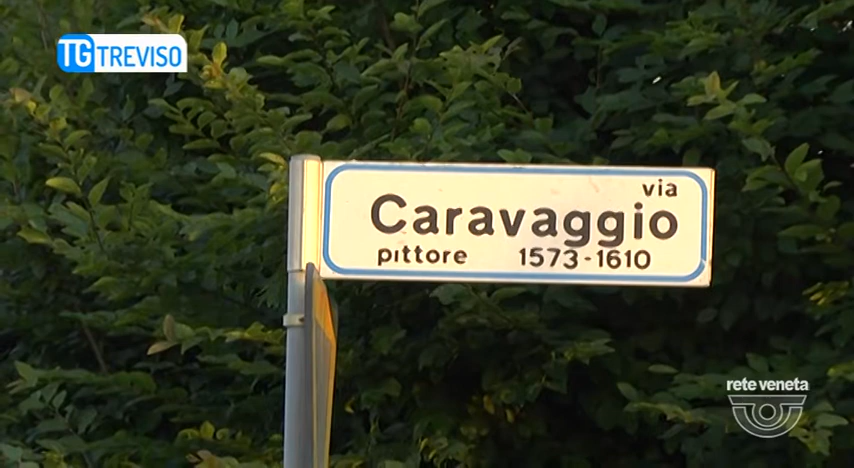 TG TREVISO
via
Caravaggio
pittore 1573-1610
rete veneta